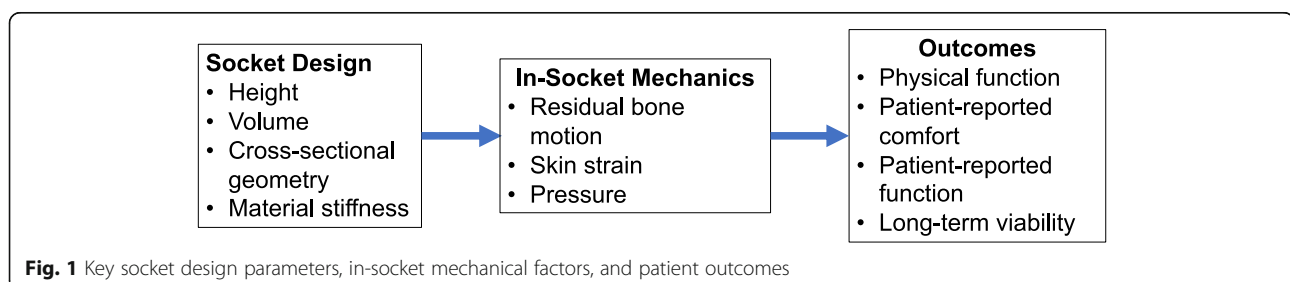 Socket Design
• Height
• Volume
• Cross-sectional
geometry
• Material stiffness
In-Socket Mechanics
• Residual bone
motion
• Skin strain
• Pressure
Outcomes
• Physical function
• Patient-reported
comfort
• Patient-reported
function
• Long-term viability
Fig. 1 Key socket design parameters, in-socket mechanical factors, and patient outcomes